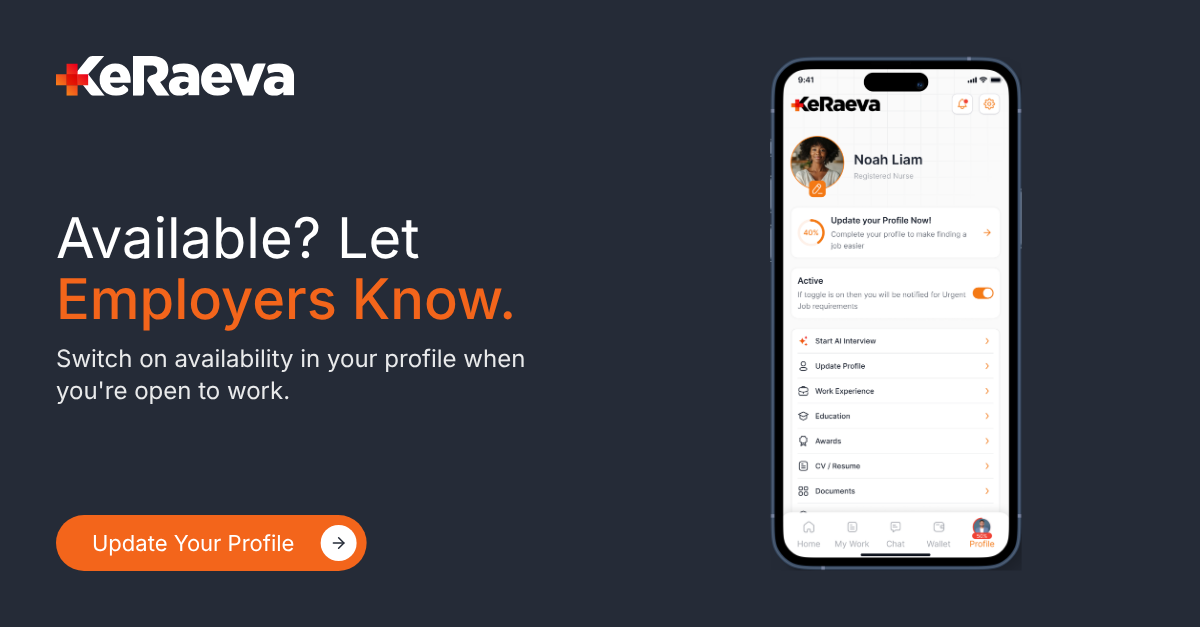 KeRaeva
Available? Let
Employers Know.
Switch on availability in your profile when
you're open to work.
Update Your Profile
9:41
KeRaeva
Noah Liam
Registered Nurse
40%
Update your Profile Now!
Complete your profile to make finding a
job easier
Active
If toggle is on then you will be notified for Urgent
Job requirements
Start AI Interview
Update Profile
Work Experience
Education
Awards
CV / Resume
Documents
Home
My Work
Chat
Wallet
Profile